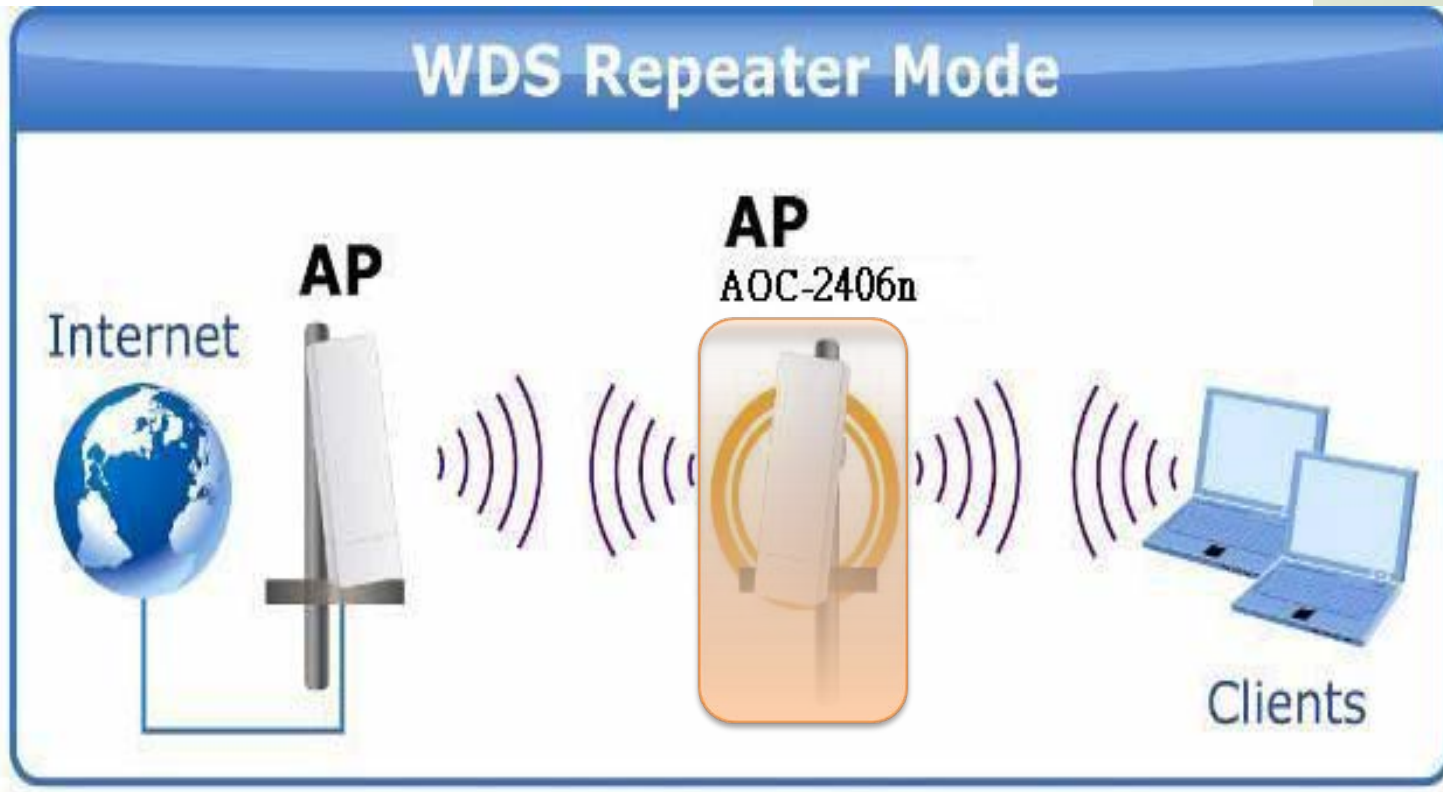 WDS Repeater Mode
AP
AP
AOC-2406n
Internet
Clients